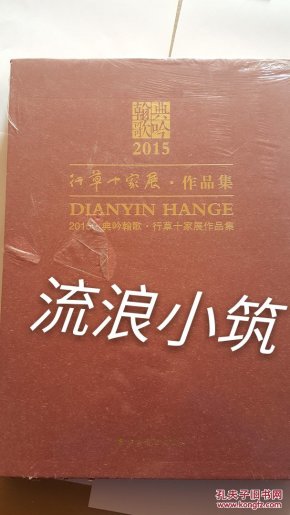 典吟
翰歌
2015
行草十家展·作品集
DIANYIN HANGE
2015·典吟翰歌·行草十家展作品集
流浪小筑
孔夫子旧书网